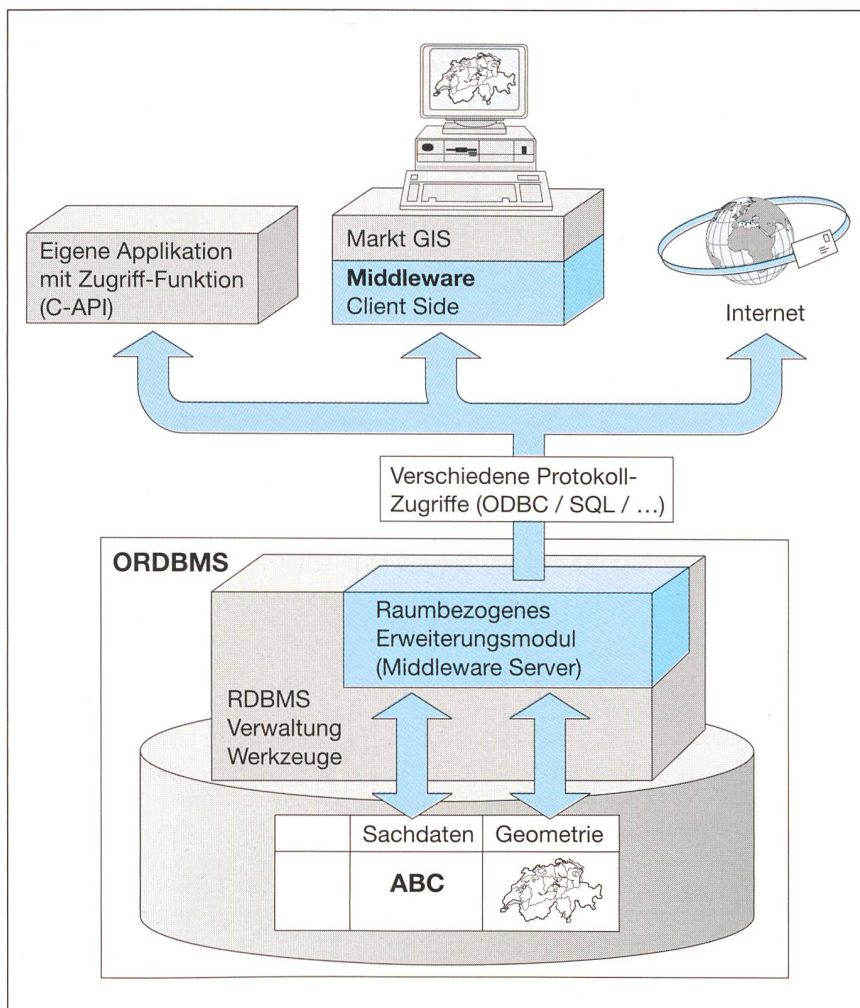 Eigene Applikation
mit Zugriff-Funktion
(C-API)
Markt GIS
Middleware
Client Side
Internet
Verschiedene Protokoll-
Zugriffe (ODBC / SQL / ...)
ORDBMS
Raumbezogenes
Erweiterungsmodul
(Middleware Server)
RDBMS
Verwaltung
Werkzeuge
Sachdaten Geometrie
ABC